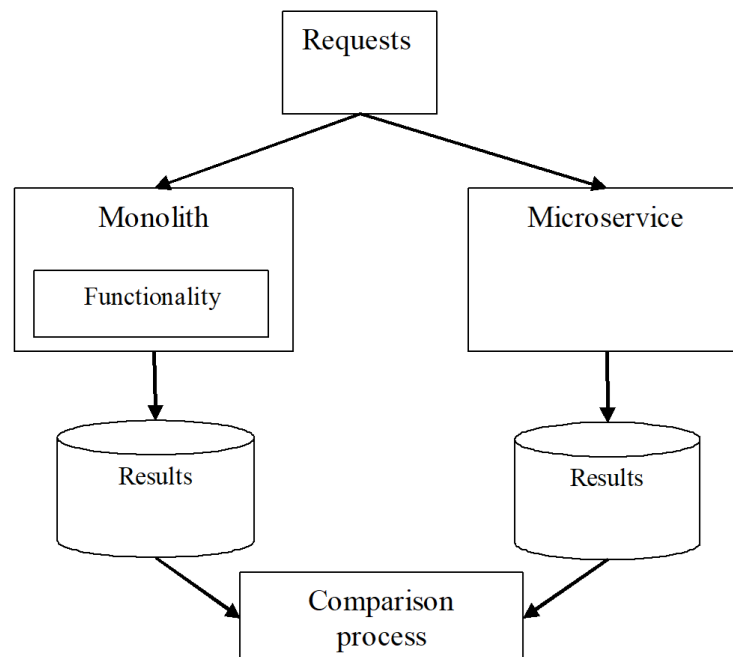 Requests
Monolith
Microservice
Functionality
Results
Results
Comparison
process